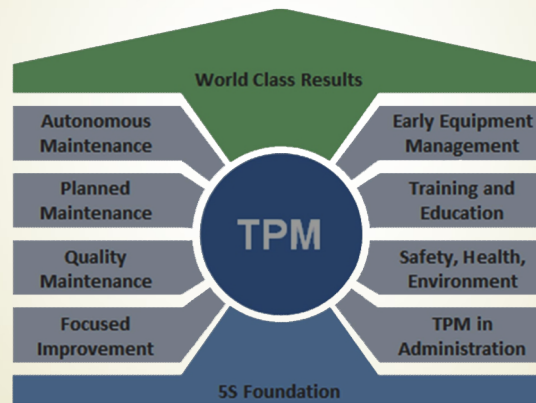 World Class Results
Autonomous
Maintenance
Early Equipment
Management
Planned
Maintenance
Training and
Education
TPM
Quality
Maintenance
Safety, Health,
Environment
Focused
Improvement
TPM in
Administration
5S Foundation